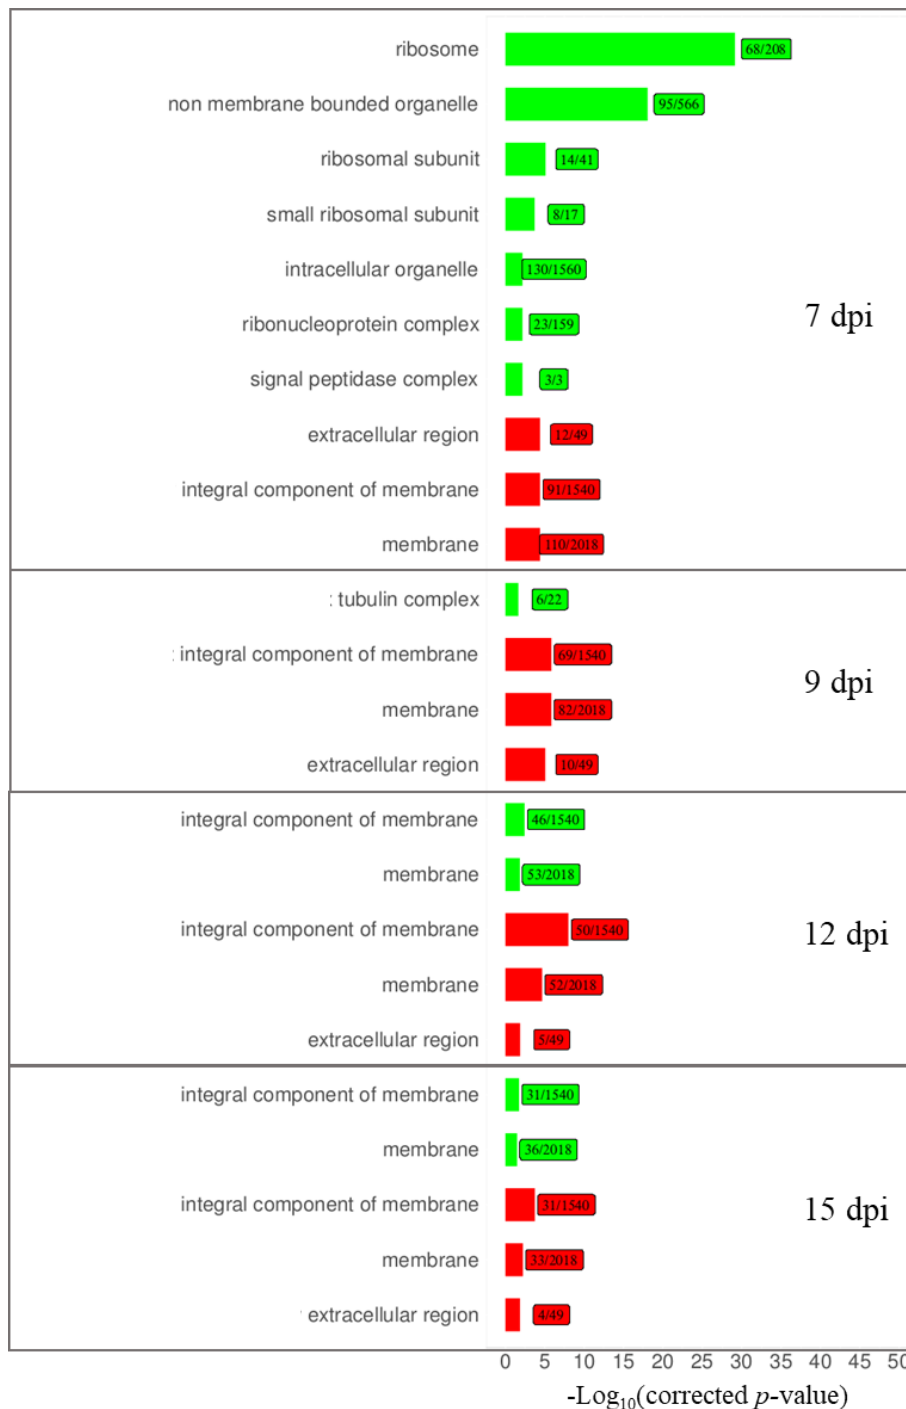 ribosome 68/208
non membrane bounded organelle 95/566
ribosomal subunit 14/41
small ribosomal subunit 8/17
intracellular organelle 130/1560
ribonucleoprotein complex 23/159
7 dpi
signal peptidase complex 3/3
extracellular region 12/49
integral component of membrane 91/1540
membrane 110/2018
: tubulin complex 6/22
: integral component of membrane 69/1540
9 dpi
membrane 82/2018
extracellular region 10/49
integral component of membrane 46/1540
membrane 53/2018
integral component of membrane 50/1540
12 dpi
membrane 52/2018
extracellular region 5/49
integral component of membrane 31/1540
membrane 36/2018
integral component of membrane 31/1540
15 dpi
membrane 33/2018
extracellular region 4/49
0 5 10 15 20 25 30 35 40 45 50
-Log10(corrected p-value)